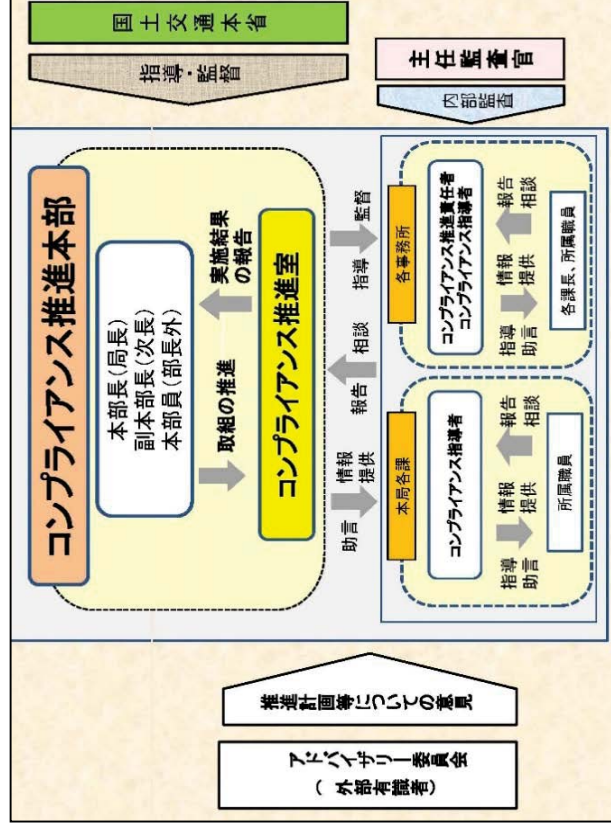 コンプライアンス推進本部
本部長(局長)
副本部長(次長)
本部員(部長外)
取組の推進
実施結果
の報告
コンプライアンス推進室
国土交通本省
指導・監督
主任監査官
内部監査
助言
情報
提供
報告
相談
指導
監督
本局各課
コンプライアンス指導者
指導
助言
情報
提供
報告
相談
所属職員
各事務所
コンプライアンス推進責任者
コンプライアンス指導者
指導
助言
情報
提供
報告
相談
各課長、所属職員
推進計画等についての意見
アドバイザリー委員会
( 外部有識者)